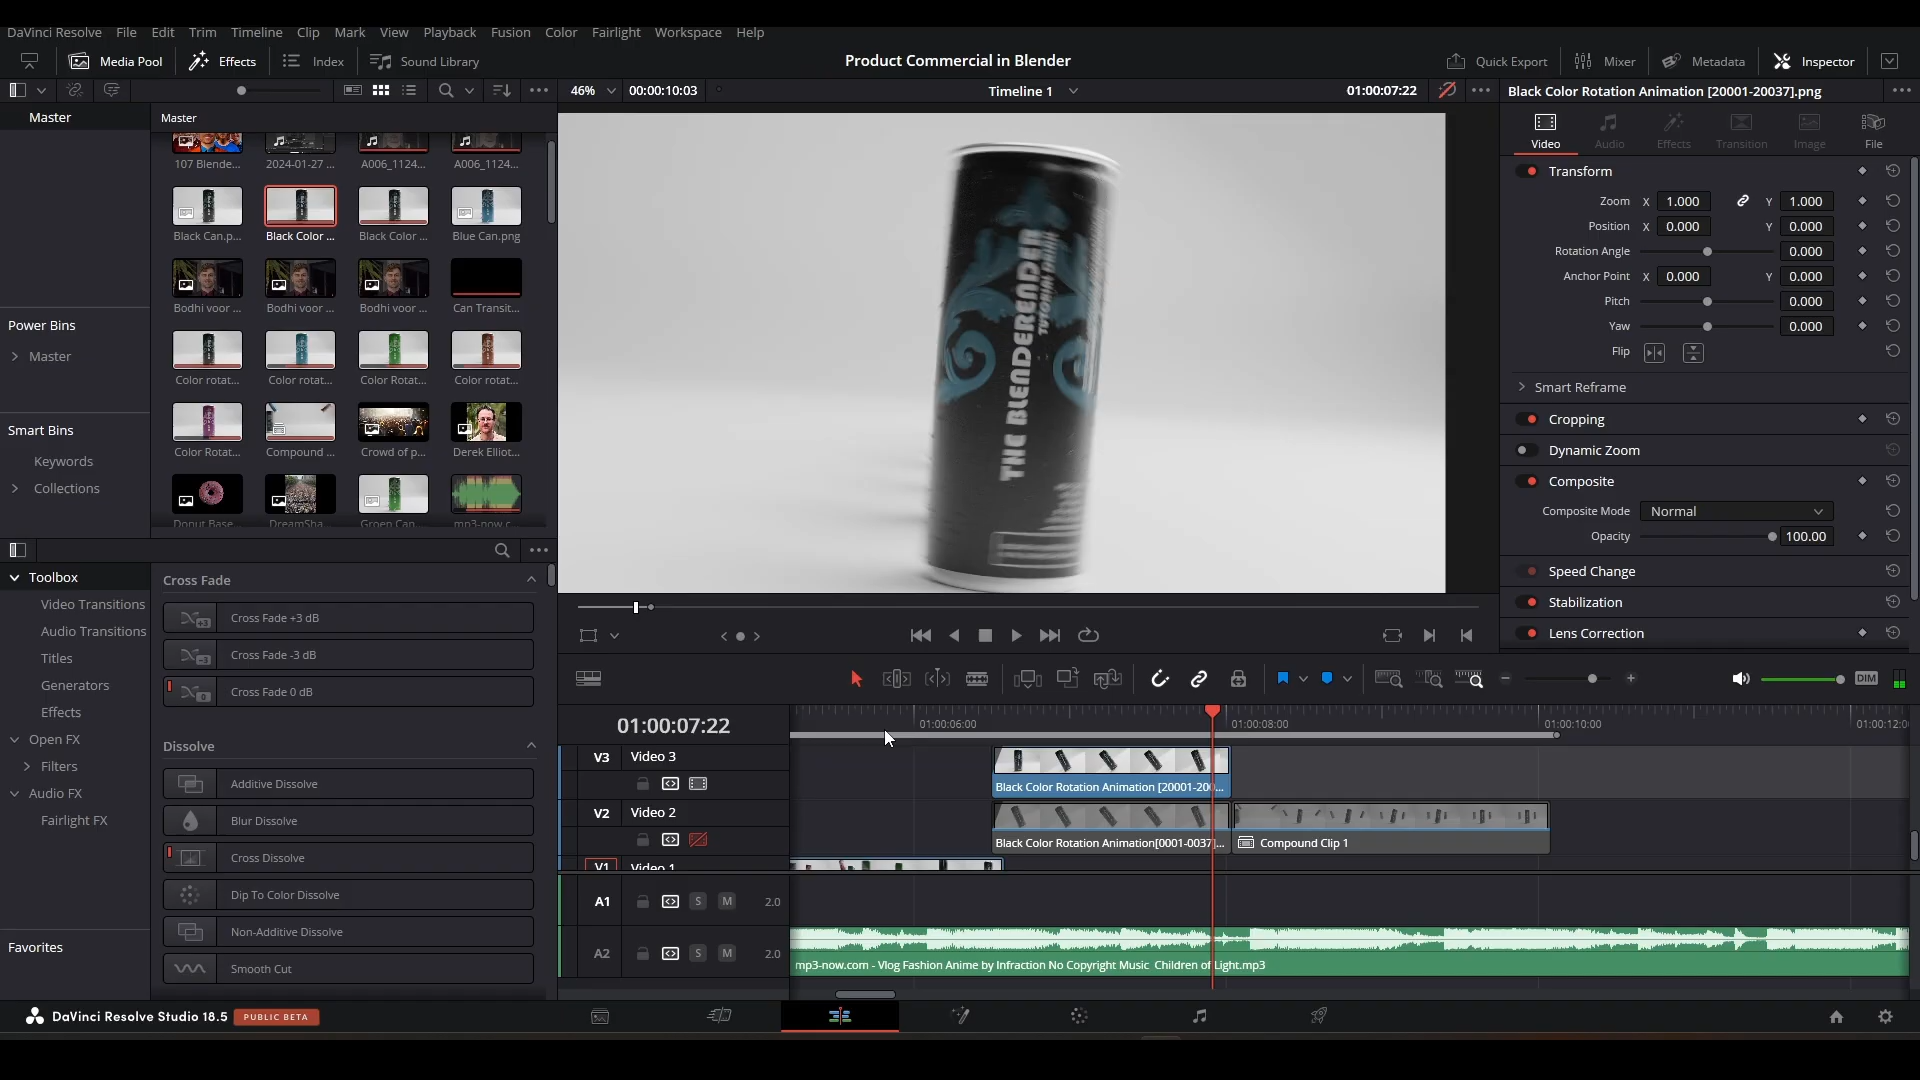 DaVinci Resolve File Edit Trim Timeline Clip Mark View Playback Fusion Color Fairlight Workspace Help
Media Pool Effects Index Sound Library Product Commercial in Blender Quick Export Mixer Metadata Inspector
46% 00:00:10:03 Timeline 1 01:00:07:22 Black Color Rotation Animation [20001-20037].png
Master
Master
107 Blende... 2024-01-27 ... A006_1124... A006_1124...
Black Can.p... Black Color ... Black Color ... Blue Can.png
Bodhi voor ... Bodhi voor ... Bodhi voor ... Can Transit...
Color rotat... Color rotat... Color Rotat... Color rotat...
Color Rotat... Compound ... Crowd of p... Derek Elliot...
Donut Base... DreamSha... Groen Can... mp3-now.c...
Power Bins
Master
Smart Bins
Keywords
Collections
THE BLENDERENDER
TUTORIAL DRINK
Video Audio Effects Transition Image File
Transform
Zoom X 1.000 Y 1.000
Position X 0.000 Y 0.000
Rotation Angle 0.000
Anchor Point X 0.000 Y 0.000
Pitch 0.000
Yaw 0.000
Flip
Smart Reframe
Cropping
Dynamic Zoom
Composite
Composite Mode Normal
Opacity 100.00
Speed Change
Stabilization
Lens Correction
Toolbox
Video Transitions
Audio Transitions
Titles
Generators
Effects
Open FX
Filters
Audio FX
Fairlight FX
Favorites
Cross Fade
+3 Cross Fade +3 dB
-3 Cross Fade -3 dB
0 Cross Fade 0 dB
Dissolve
Additive Dissolve
Blur Dissolve
Cross Dissolve
Dip To Color Dissolve
Non-Additive Dissolve
Smooth Cut
DIM
01:00:07:22 01:00:06:00 01:00:08:00 01:00:10:00 01:00:12:0
V3 Video 3
Black Color Rotation Animation [20001-200...
V2 Video 2
Black Color Rotation Animation[0001-0037]... Compound Clip 1
V1 Video 1
A1 S M 2.0
A2 S M 2.0
mp3-now.com - Vlog Fashion Anime by Infraction No Copyright Music Children of Light.mp3
DaVinci Resolve Studio 18.5 PUBLIC BETA